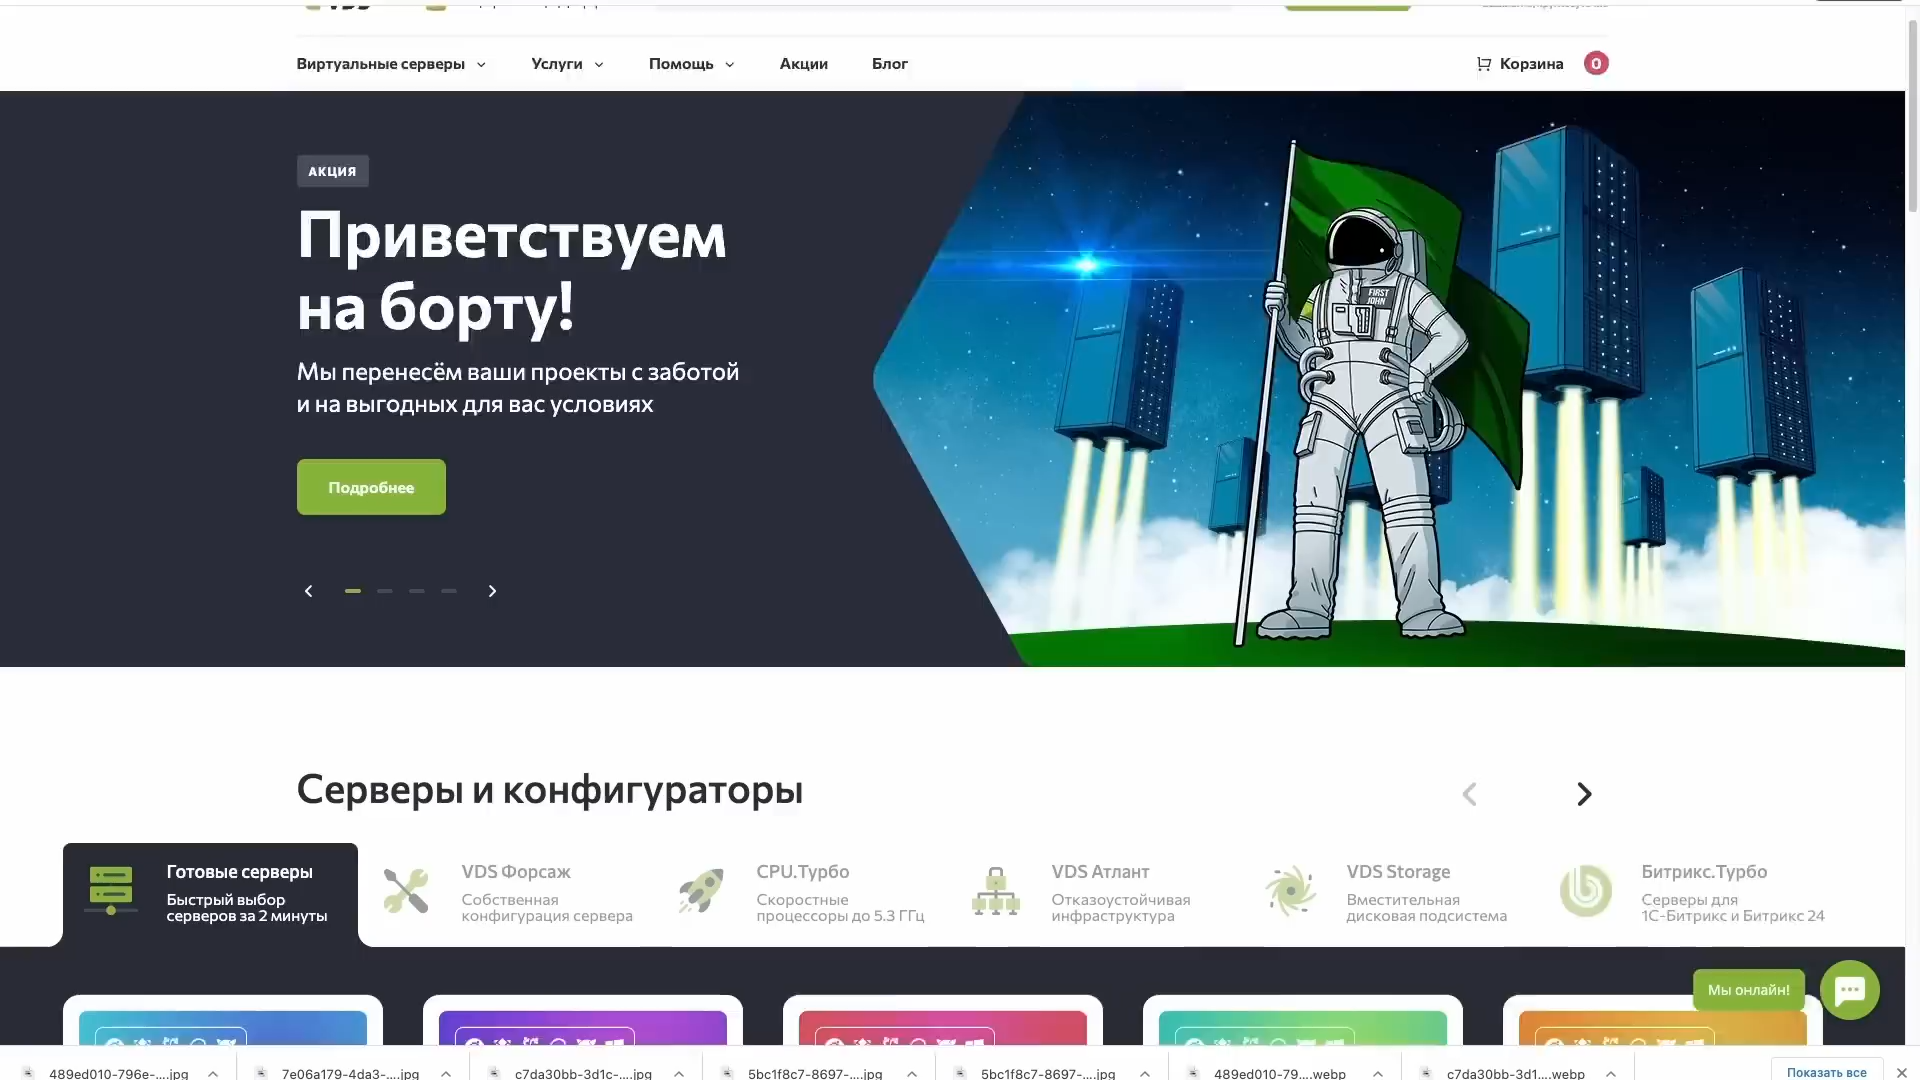 VDS
Виртуальные серверы
Услуги
Помощь
Акции
Блог
Корзина
0
АКЦИЯ
Приветствуем
на борту!
Мы перенесём ваши проекты с заботой
и на выгодных для вас условиях
Подробнее
FIRST
JOHN
Серверы и конфигураторы
Готовые серверы
Быстрый выбор
серверов за 2 минуты
VDS Форсаж
Собственная
конфигурация сервера
CPU.Турбо
Скоростные
процессоры до 5.3 ГГц
VDS Атлант
Отказоустойчивая
инфраструктура
VDS Storage
Вместительная
дисковая подсистема
Битрикс.Турбо
Серверы для
1С-Битрикс и Битрикс 24
Мы онлайн!
489ed010-796e-....jpg
7e06a179-4da3-....jpg
c7da30bb-3d1c-....jpg
5bc1f8c7-8697-....jpg
5bc1f8c7-8697-....jpg
489ed010-79....webp
c7da30bb-3d1....webp
Показать все